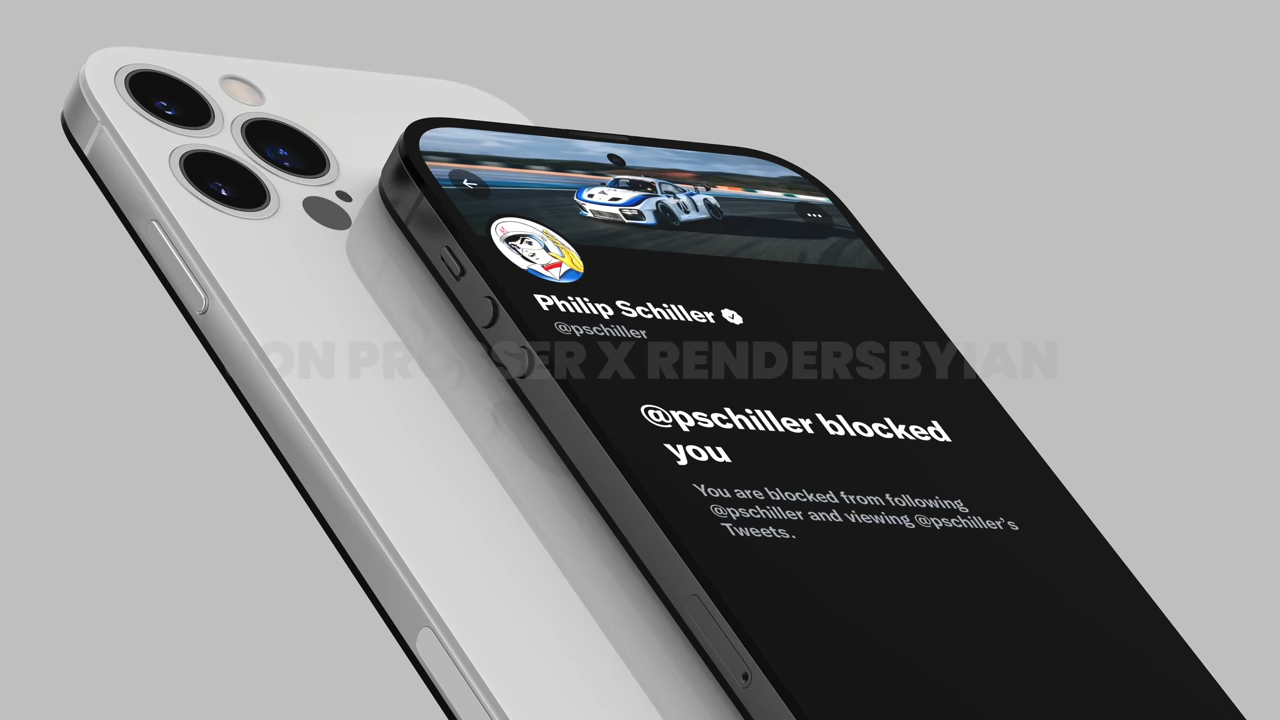 Philip Schiller
@pschiller
ON PROSSER X RENDERSBYIAN
@pschiller blocked
you
You are blocked from following
@pschiller and viewing @pschiller's
Tweets.